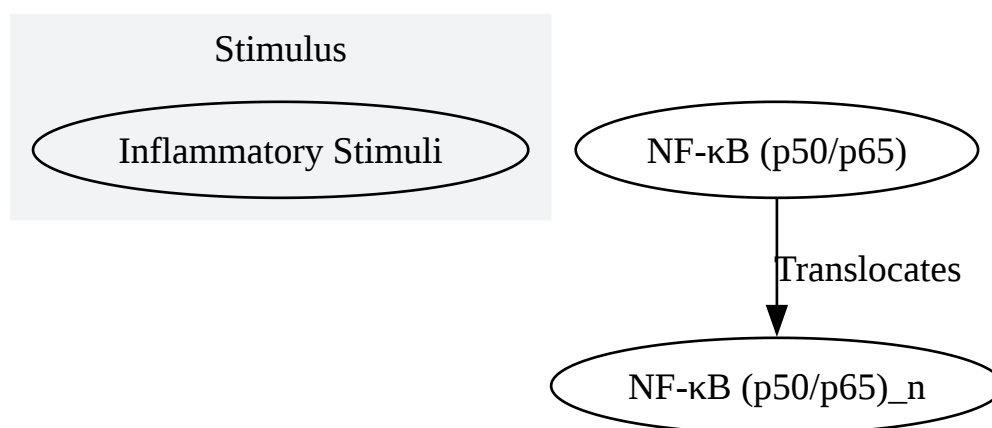 Stimulus
Inflammatory Stimuli
NF-κB (p50/p65)
Translocates
NF-κB (p50/p65)_n